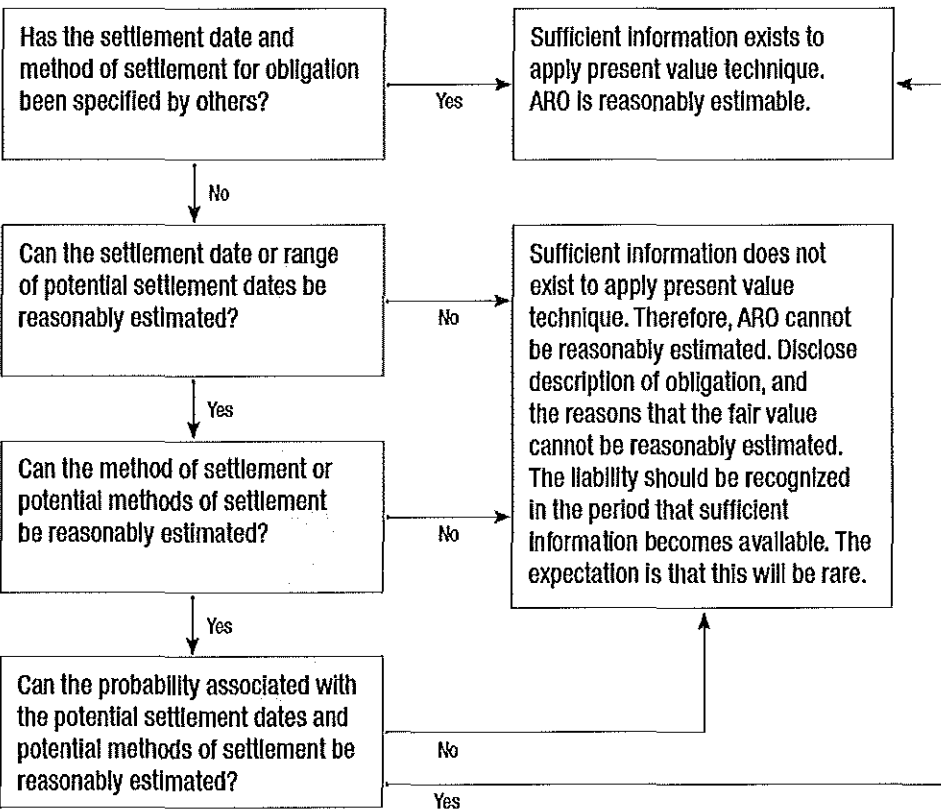 Has the settlement date and
method of settlement for obligation
been specified by others?
Yes
Sufficient information exists to
apply present value technique.
ARO is reasonably estimable.
No
Can the settlement date or range
of potential settlement dates be
reasonably estimated?
No
Sufficient information does not
exist to apply present value
technique. Therefore, ARO cannot
be reasonably estimated. Disclose
description of obligation, and
the reasons that the fair value
cannot be reasonably estimated.
The liability should be recognized
in the period that sufficient
information becomes available. The
expectation is that this will be rare.
Yes
Can the method of settlement or
potential methods of settlement
be reasonably estimated?
No
Yes
Can the probability associated with
the potential settlement dates and
potential methods of settlement be
reasonably estimated?
No
Yes